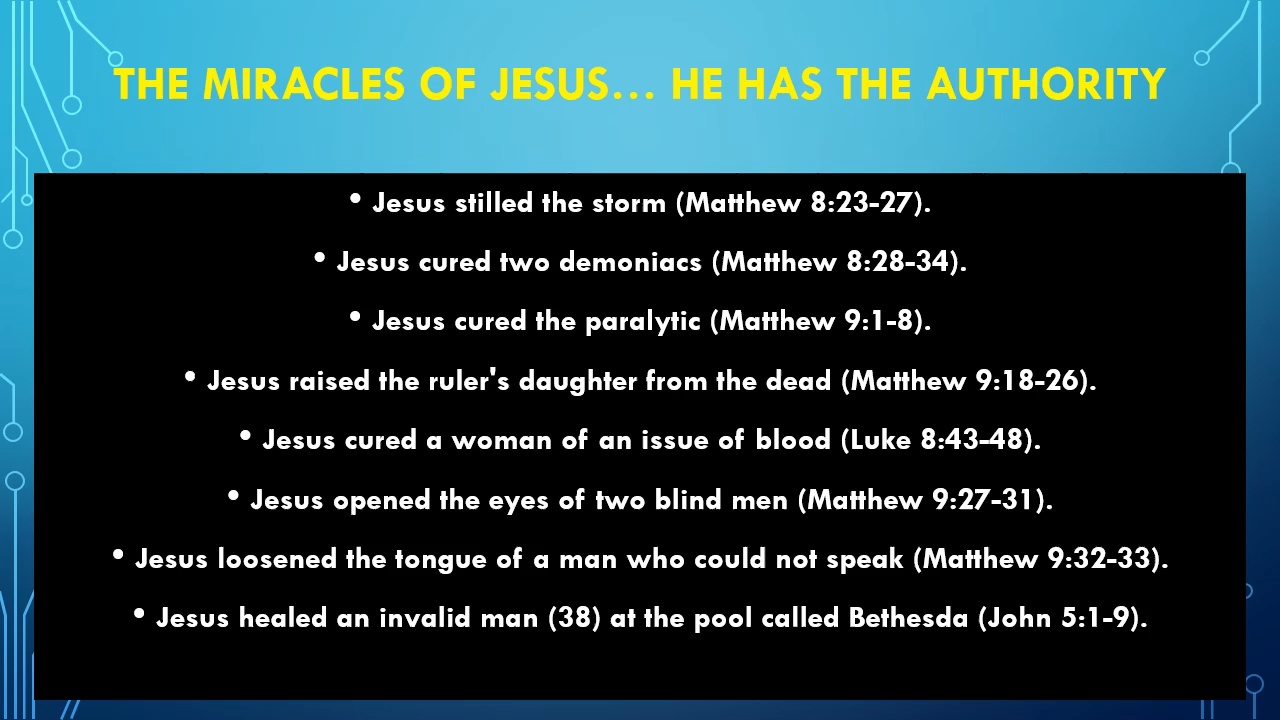 THE MIRACLES OF JESUS... HE HAS THE AUTHORITY
• Jesus stilled the storm (Matthew 8:23-27).
• Jesus cured two demoniacs (Matthew 8:28-34).
• Jesus cured the paralytic (Matthew 9:1-8).
• Jesus raised the ruler's daughter from the dead (Matthew 9:18-26).
• Jesus cured a woman of an issue of blood (Luke 8:43-48).
• Jesus opened the eyes of two blind men (Matthew 9:27-31).
• Jesus loosened the tongue of a man who could not speak (Matthew 9:32-33).
• Jesus healed an invalid man (38) at the pool called Bethesda (John 5:1-9).